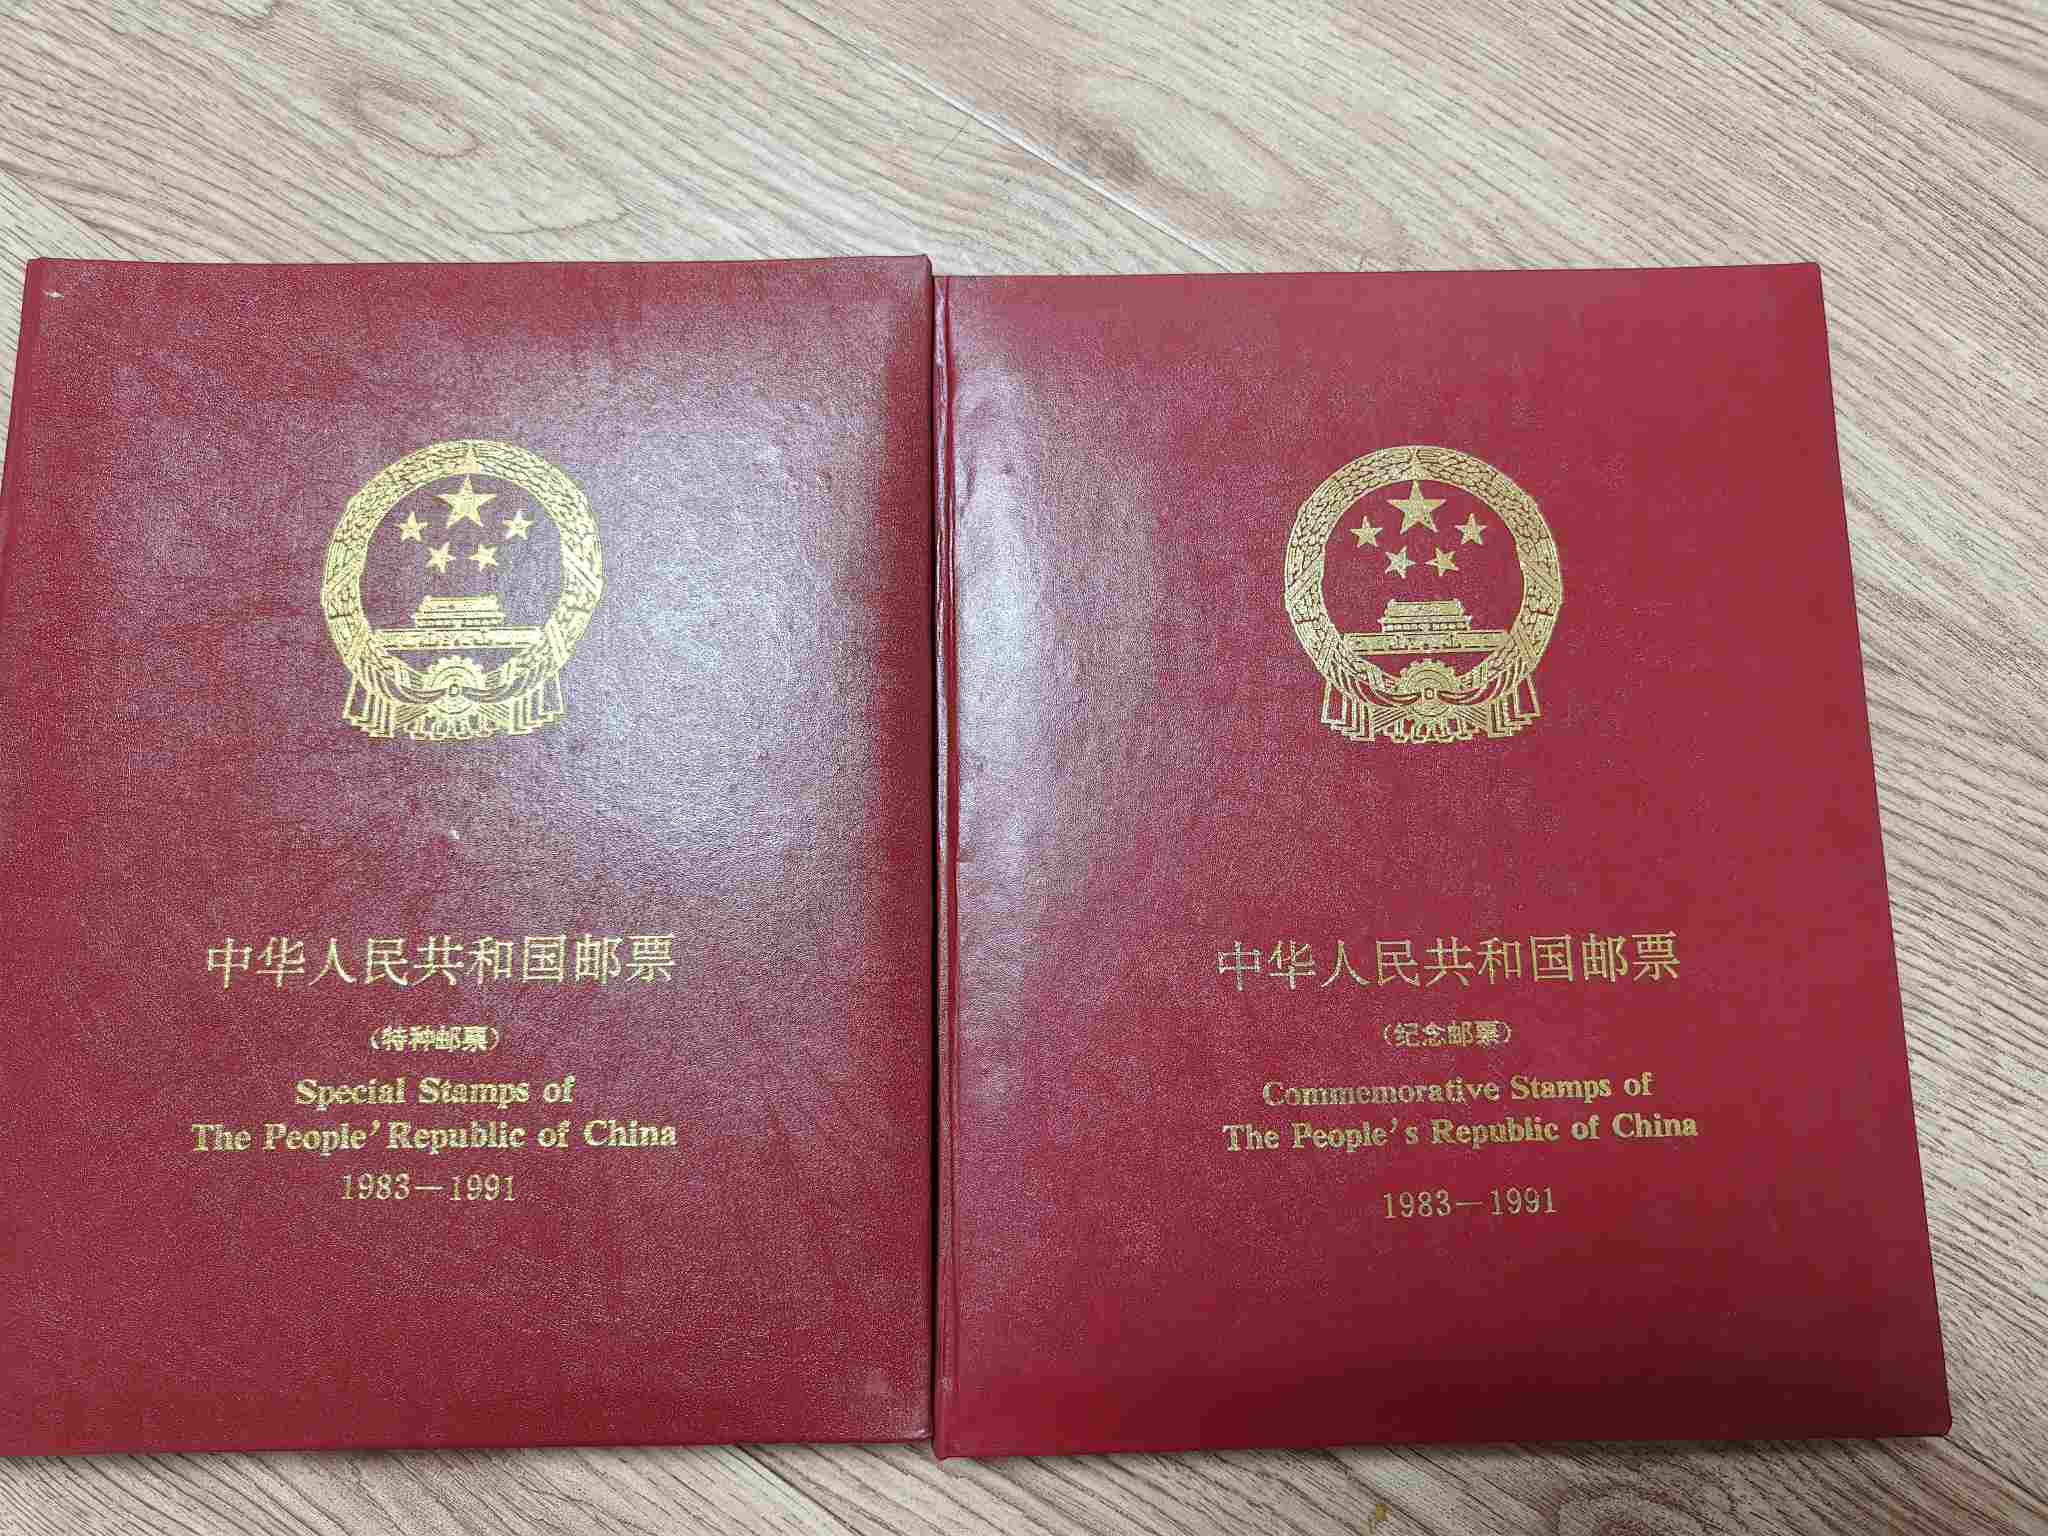 中华人民共和国邮票
（特种邮票）
Special Stamps of
The People' Republic of China
1983—1991
中华人民共和国邮票
（纪念邮票）
Commemorative Stamps of
The People's Republic of China
1983—1991